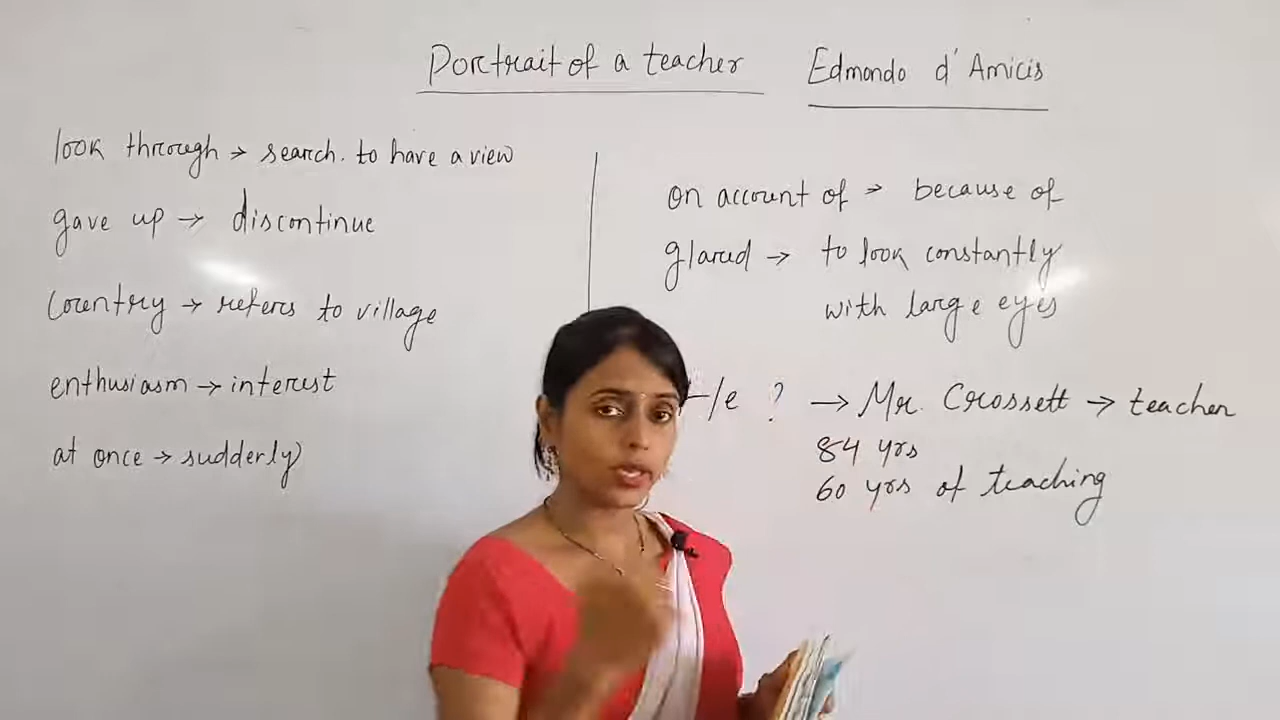 Portrait of a teacher Edmondo d'Amicis
look through → search. to have a view
gave up → discontinue
Country → refers to village
enthusiasm → interest
at once → sudderly
on account of → because of
glared → to look constantly
with large eyes
/e ? → Mr. Crossett → teacher
84 yrs
60 yrs of teaching